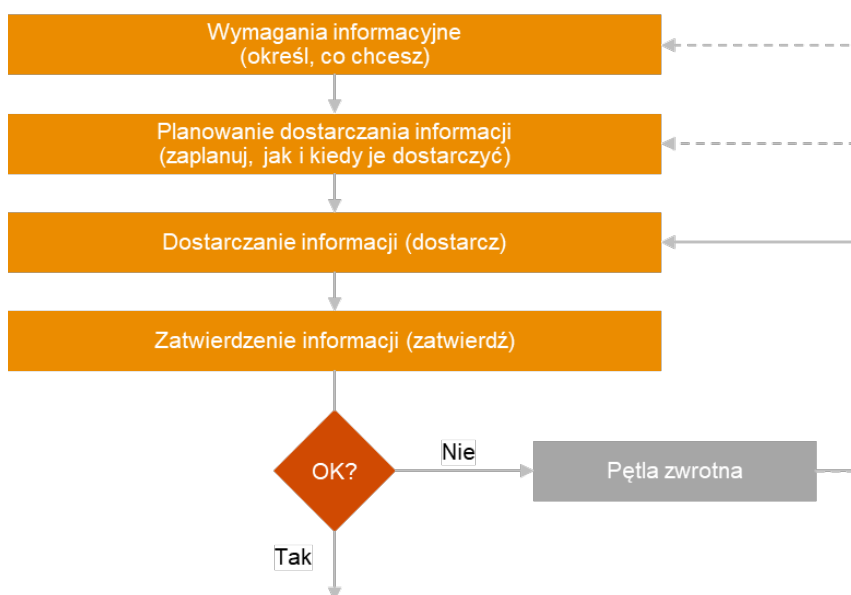 Wymagania informacyjne
(określ, co chcesz)
Planowanie dostarczania informacji
(zaplanuj, jak i kiedy je dostarczyć)
Dostarczanie informacji (dostarcz)
Zatwierdzenie informacji (zatwierdź)
OK?
Nie
Pętla zwrotna
Tak